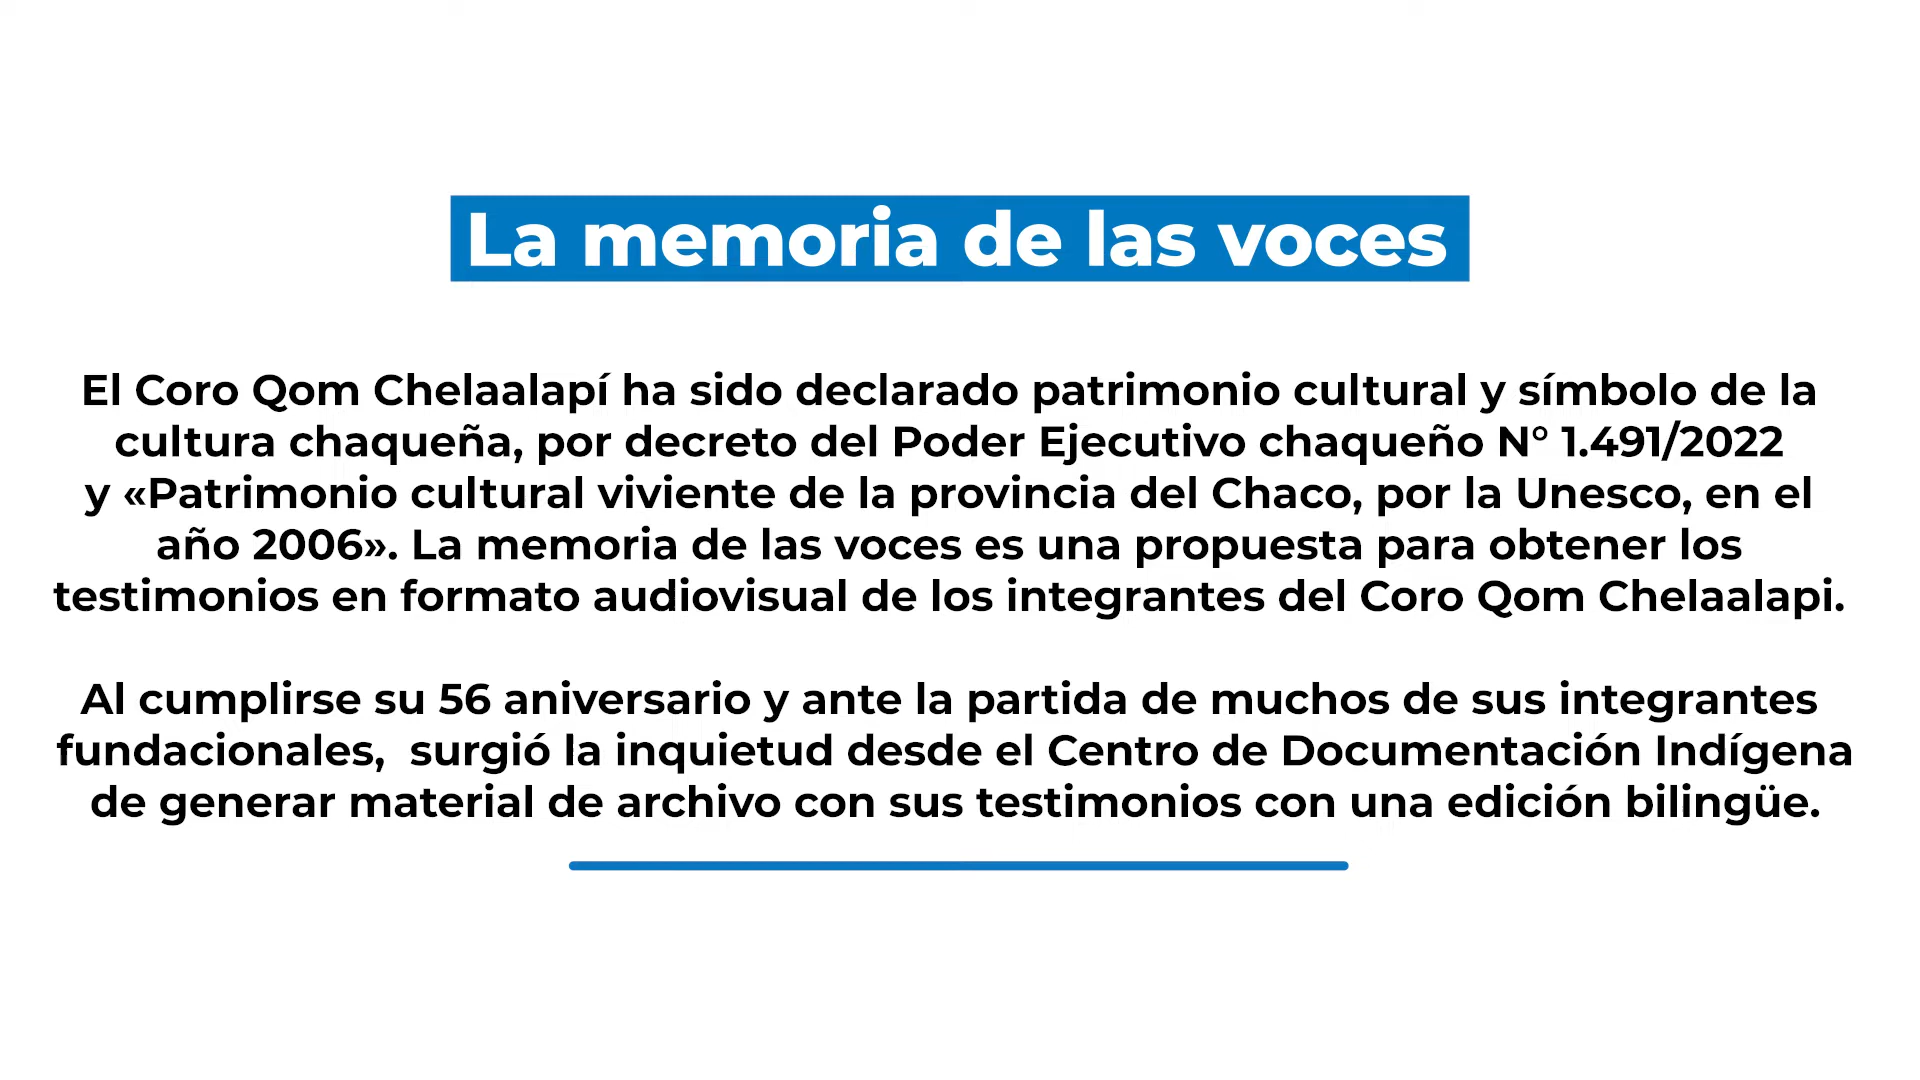 La memoria de las voces
El Coro Qom Chelaalapí ha sido declarado patrimonio cultural y símbolo de la
cultura chaqueña, por decreto del Poder Ejecutivo chaqueño N° 1.491/2022
y «Patrimonio cultural viviente de la provincia del Chaco, por la Unesco, en el
año 2006». La memoria de las voces es una propuesta para obtener los
testimonios en formato audiovisual de los integrantes del Coro Qom Chelaalapi.
Al cumplirse su 56 aniversario y ante la partida de muchos de sus integrantes
fundacionales,  surgió la inquietud desde el Centro de Documentación Indígena
de generar material de archivo con sus testimonios con una edición bilingüe.